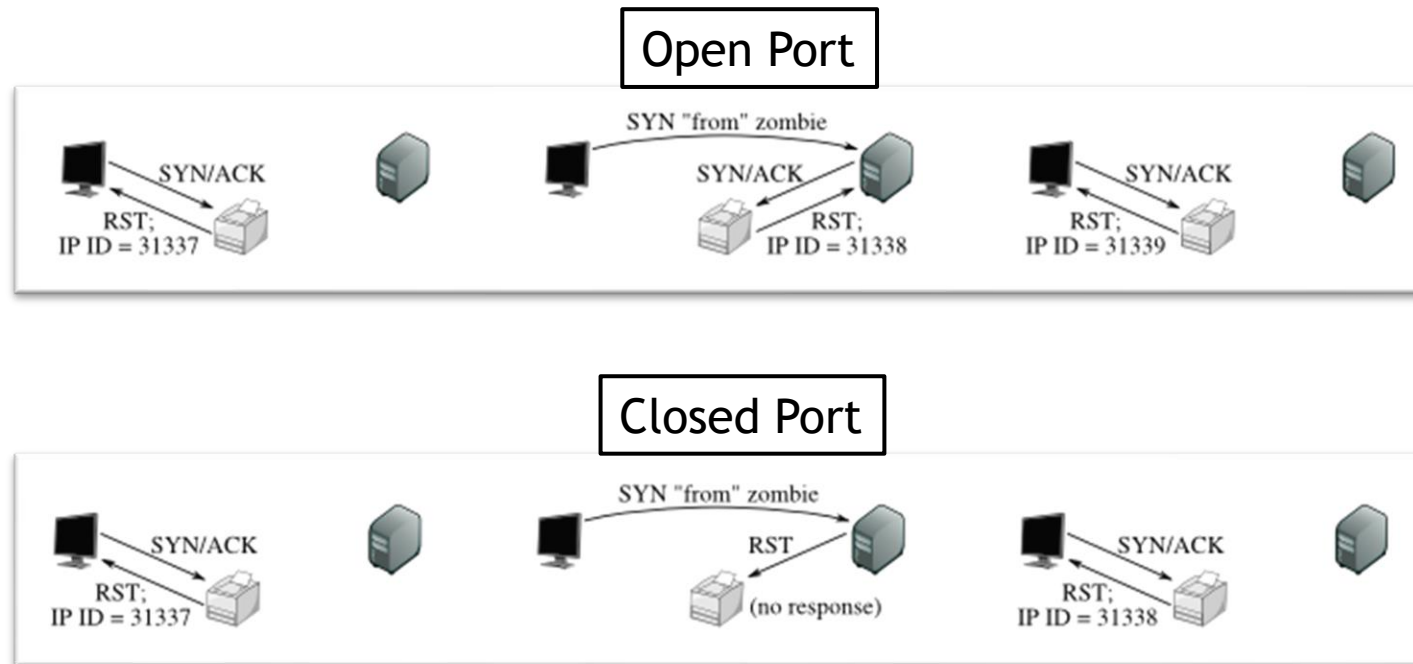 Open Port
SYN/ACK
RST;
IP ID = 31337
SYN "from" zombie
SYN/ACK
RST;
IP ID = 31338
SYN/ACK
RST;
IP ID = 31339
Closed Port
SYN/ACK
RST;
IP ID = 31337
SYN "from" zombie
RST
(no response)
SYN/ACK
RST;
IP ID = 31338